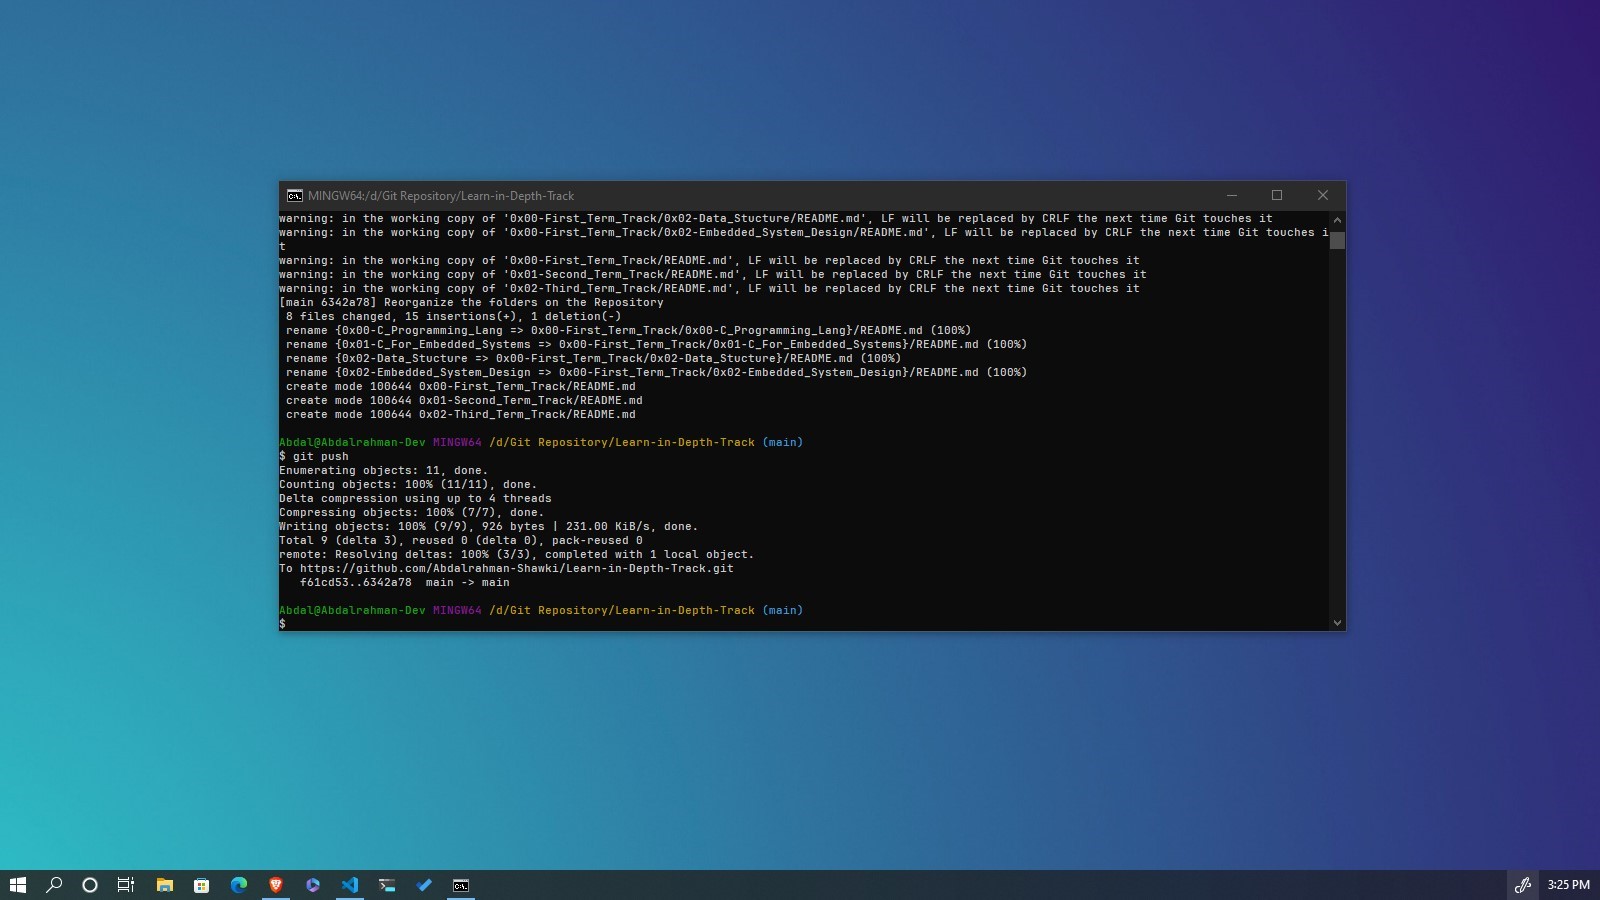 MINGW64:/d/Git Repository/Learn-in-Depth-Track
warning: in the working copy of '0x00-First_Term_Track/0x02-Data_Stucture/README.md', LF will be replaced by CRLF the next time Git touches it
warning: in the working copy of '0x00-First_Term_Track/0x02-Embedded_System_Design/README.md', LF will be replaced by CRLF the next time Git touches i
t
warning: in the working copy of '0x00-First_Term_Track/README.md', LF will be replaced by CRLF the next time Git touches it
warning: in the working copy of '0x01-Second_Term_Track/README.md', LF will be replaced by CRLF the next time Git touches it
warning: in the working copy of '0x02-Third_Term_Track/README.md', LF will be replaced by CRLF the next time Git touches it
[main 6342a78] Reorganize the folders on the Repository
8 files changed, 15 insertions(+), 1 deletion(-)
rename {0x00-C_Programming_Lang => 0x00-First_Term_Track/0x00-C_Programming_Lang}/README.md (100%)
rename {0x01-C_For_Embedded_Systems => 0x00-First_Term_Track/0x01-C_For_Embedded_Systems}/README.md (100%)
rename {0x02-Data_Stucture => 0x00-First_Term_Track/0x02-Data_Stucture}/README.md (100%)
rename {0x02-Embedded_System_Design => 0x00-First_Term_Track/0x02-Embedded_System_Design}/README.md (100%)
create mode 100644 0x00-First_Term_Track/README.md
create mode 100644 0x01-Second_Term_Track/README.md
create mode 100644 0x02-Third_Term_Track/README.md
Abdal@Abdalrahman-Dev MINGW64 /d/Git Repository/Learn-in-Depth-Track (main)
$ git push
Enumerating objects: 11, done.
Counting objects: 100% (11/11), done.
Delta compression using up to 4 threads
Compressing objects: 100% (7/7), done.
Writing objects: 100% (9/9), 926 bytes | 231.00 KiB/s, done.
Total 9 (delta 3), reused 0 (delta 0), pack-reused 0
remote: Resolving deltas: 100% (3/3), completed with 1 local object.
To https://github.com/Abdalrahman-Shawki/Learn-in-Depth-Track.git
f61cd53..6342a78  main -> main
Abdal@Abdalrahman-Dev MINGW64 /d/Git Repository/Learn-in-Depth-Track (main)
$
3:25 PM